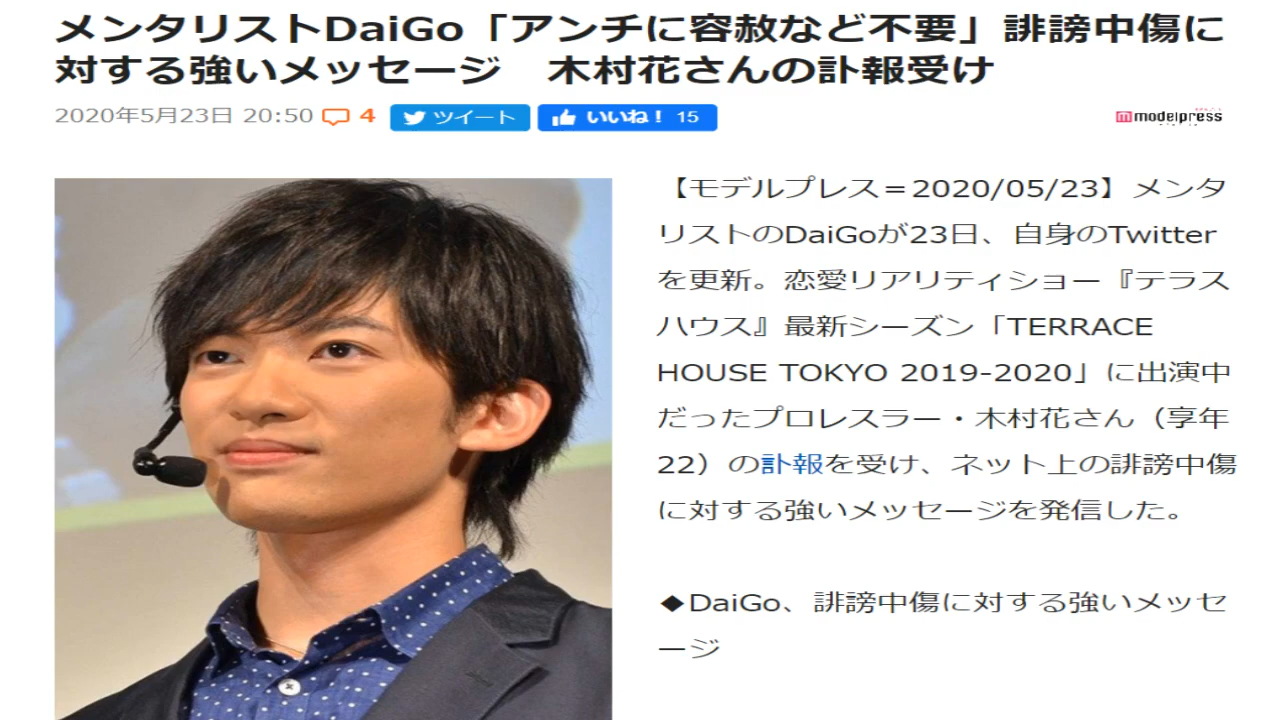 メンタリストDaiGo「アンチに容赦など不要」誹謗中傷に
対する強いメッセージ　木村花さんの訃報受け
2020年5月23日 20:50 4 ツイート いいね！ 15 modelpress
【モデルプレス＝2020/05/23】メンタ
リストのDaiGoが23日、自身のTwitter
を更新。恋愛リアリティショー『テラス
ハウス』最新シーズン「TERRACE
HOUSE TOKYO 2019-2020」に出演中
だったプロレスラー・木村花さん（享年
22）の訃報を受け、ネット上の誹謗中傷
に対する強いメッセージを発信した。
◆DaiGo、誹謗中傷に対する強いメッセ
ージ